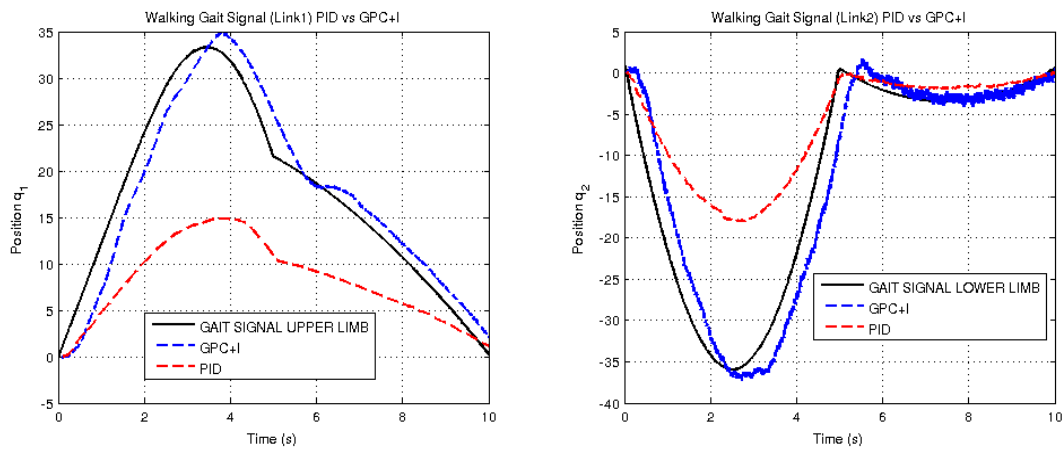 Walking Gait Signal (Link1) PID vs GPC+I
35
30
25
20
15
10
5
0
-5
Position q1
0 2 4 6 8 10
Time (s)
GAIT SIGNAL UPPER LIMB
GPC+I
PID
Walking Gait Signal (Link2) PID vs GPC+I
5
0
-5
-10
-15
-20
-25
-30
-35
-40
Position q2
0 2 4 6 8 10
Time (s)
GAIT SIGNAL LOWER LIMB
GPC+I
PID